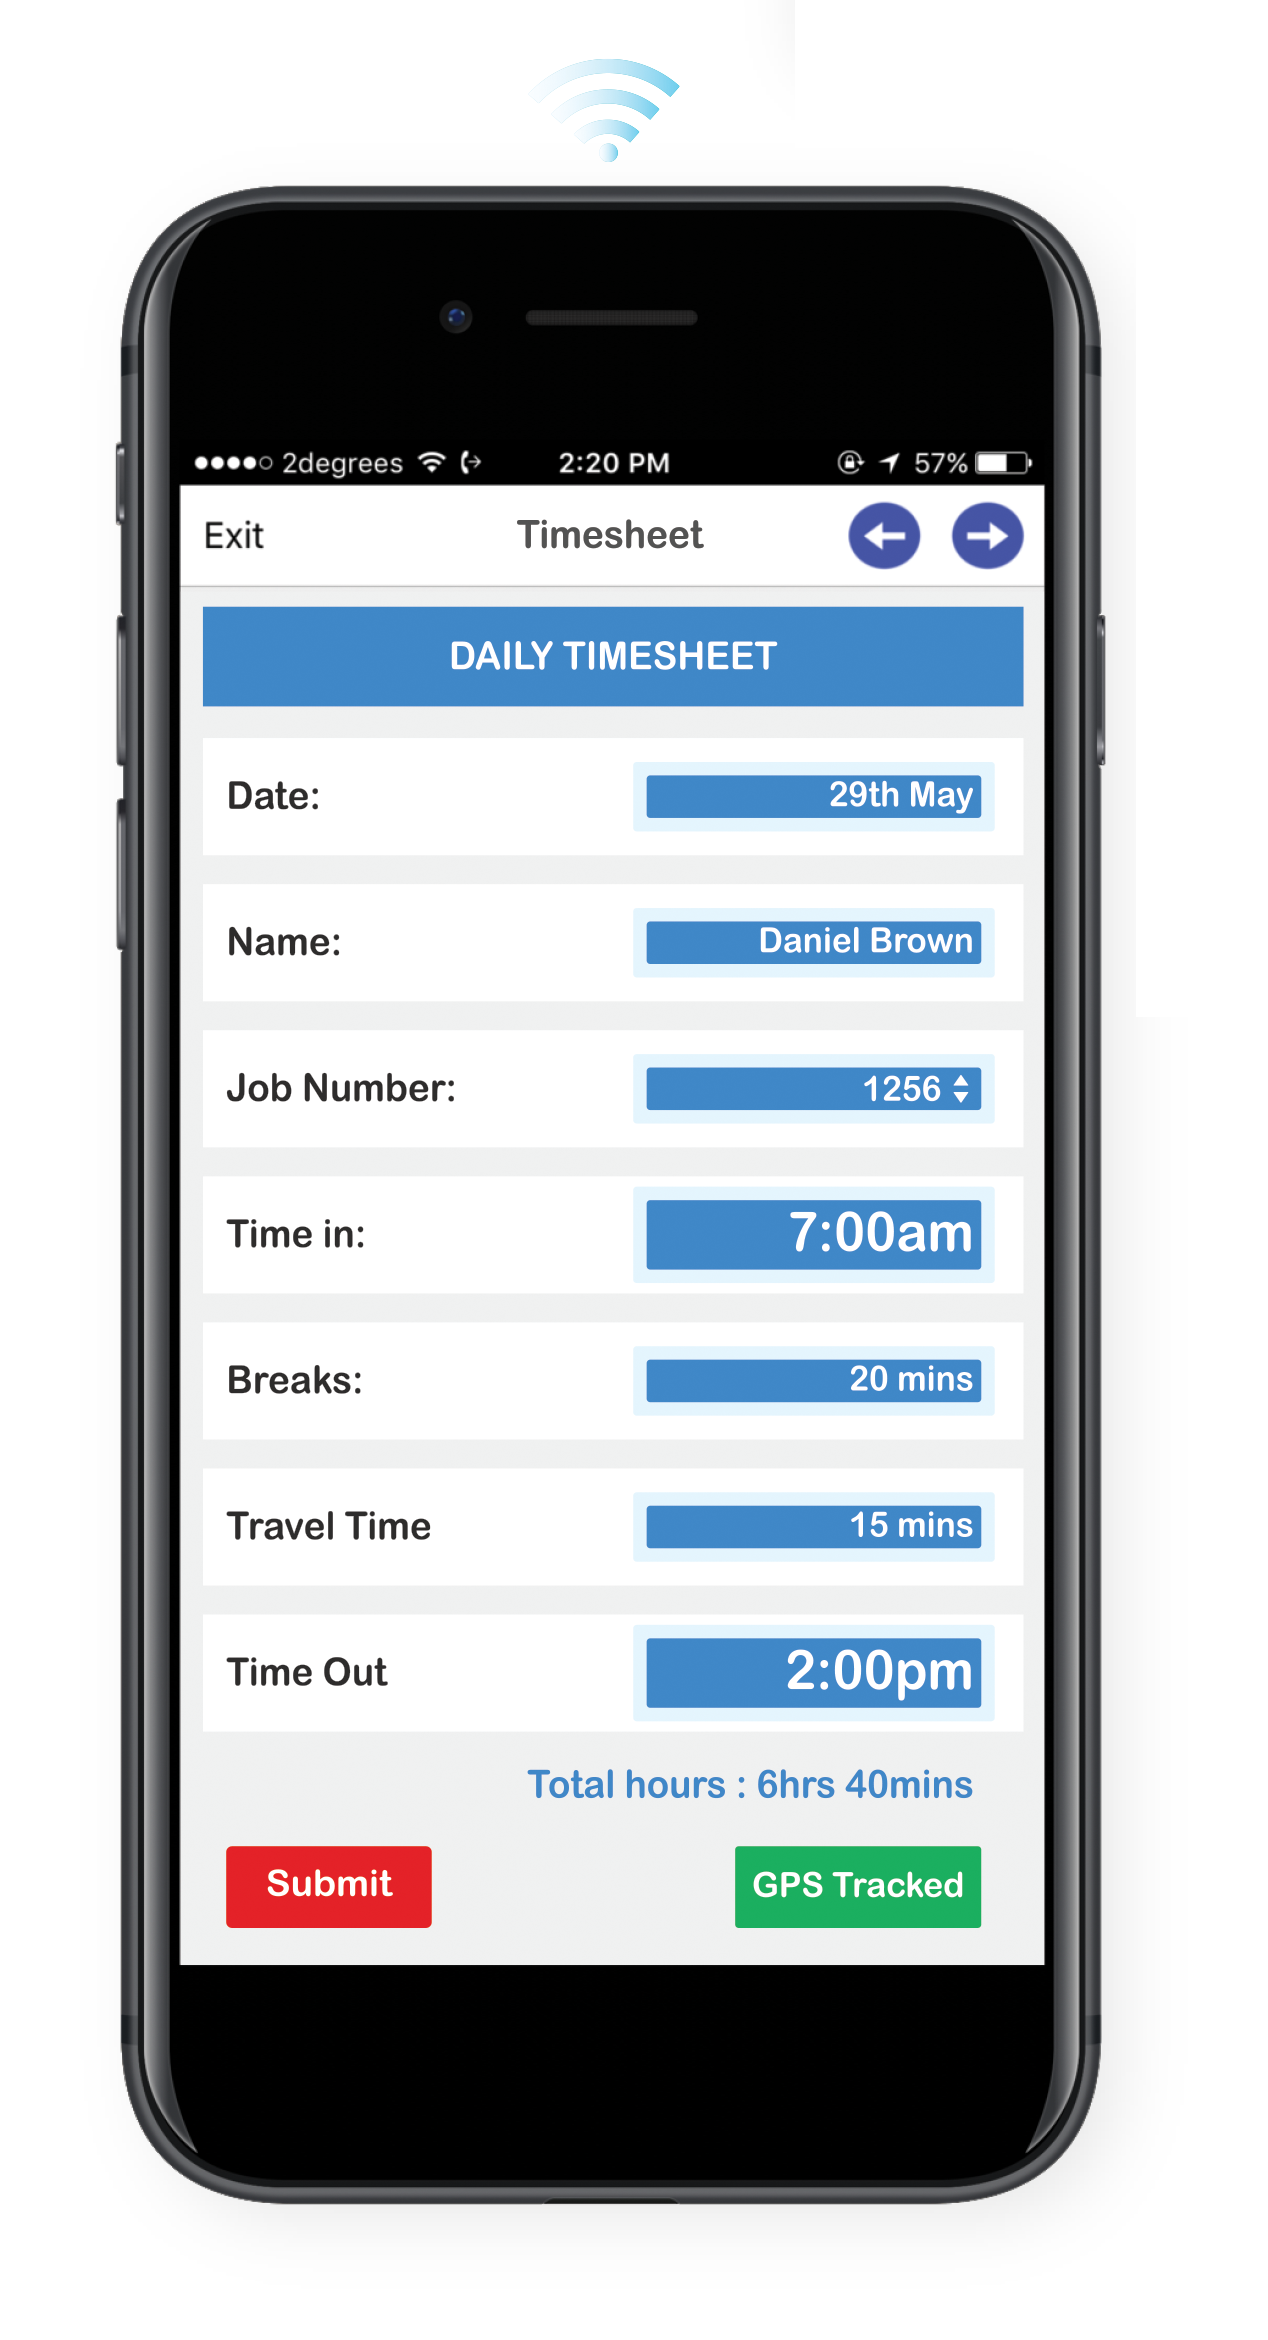 2degrees 2:20 PM 57%
Exit Timesheet
DAILY TIMESHEET
Date: 29th May
Name: Daniel Brown
Job Number: 1256
Time in: 7:00am
Breaks: 20 mins
Travel Time 15 mins
Time Out 2:00pm
Total hours : 6hrs 40mins
Submit GPS Tracked